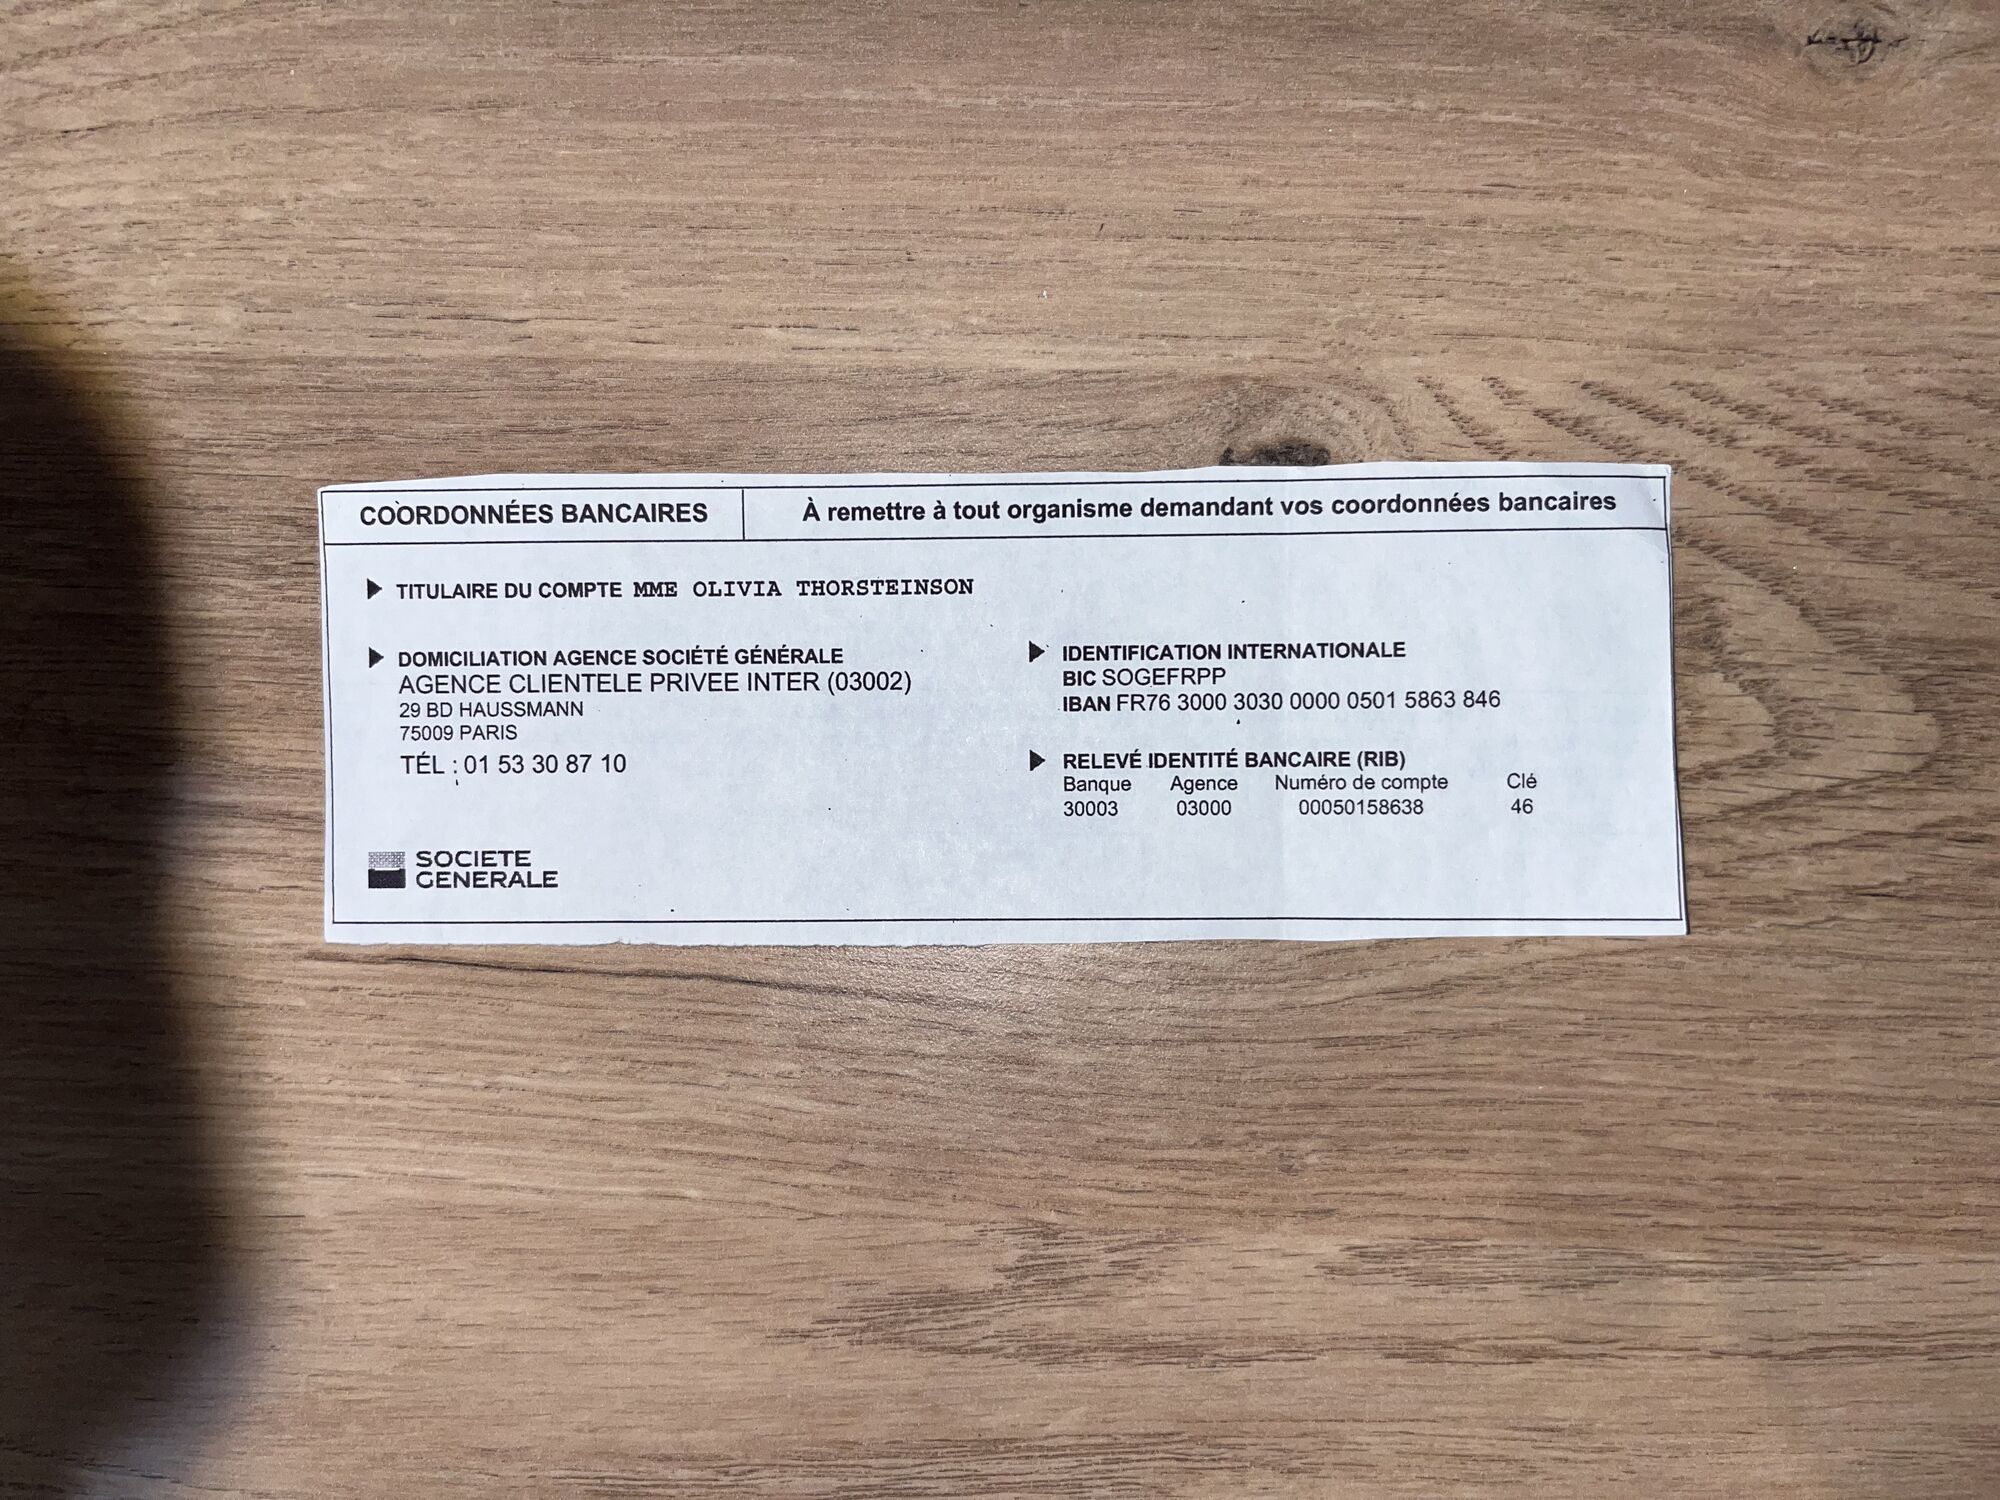 COORDONNÉES BANCAIRES
À remettre à tout organisme demandant vos coordonnées bancaires
TITULAIRE DU COMPTE MME OLIVIA THORSTEINSON
DOMICILIATION AGENCE SOCIÉTÉ GÉNÉRALE
AGENCE CLIENTELE PRIVEE INTER (03002)
29 BD HAUSSMANN
75009 PARIS
TÉL : 01 53 30 87 10
SOCIETE
GENERALE
IDENTIFICATION INTERNATIONALE
BIC SOGEFRPP
IBAN FR76 3000 3030 0000 0501 5863 846
RELEVÉ IDENTITÉ BANCAIRE (RIB)
Banque Agence Numéro de compte Clé
30003 03000 00050158638 46